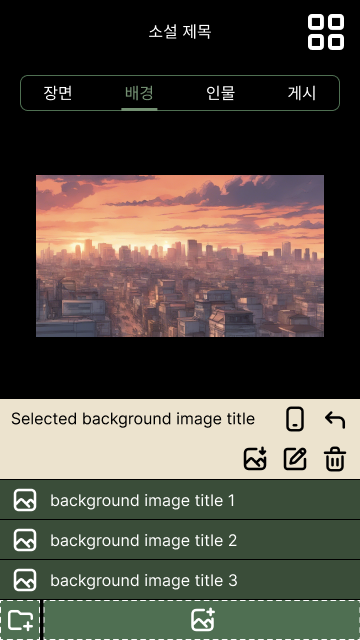 소설 제목
장면 배경 인물 게시
Selected background image title
background image title 1
background image title 2
background image title 3